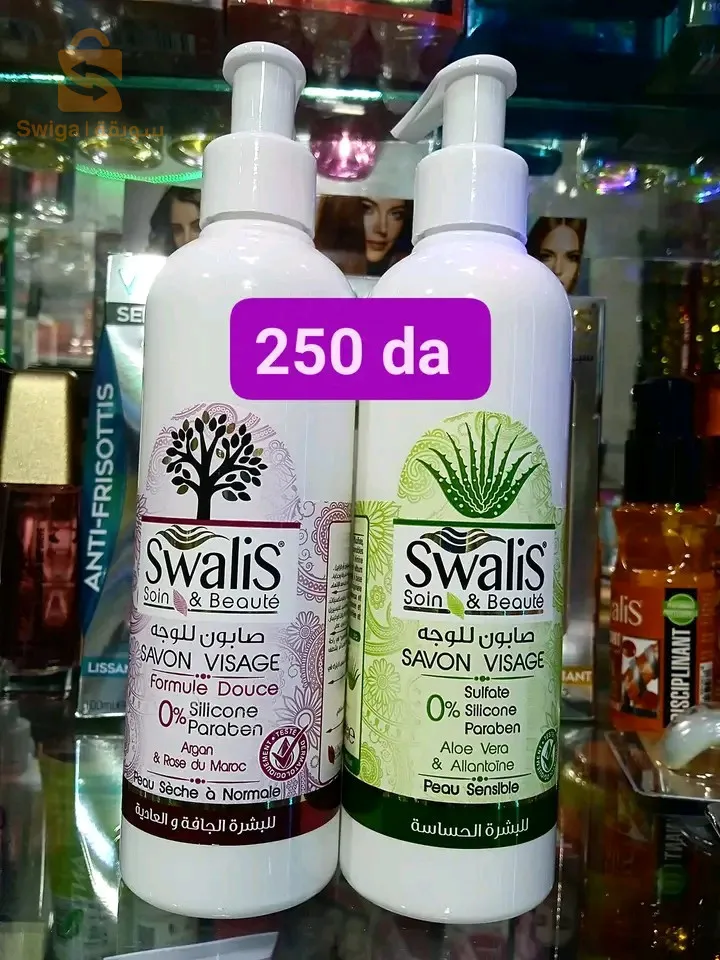 Swiga | سويقة
250 da
SwaliS®
Soin & Beauté
صابون للوجه
SAVON VISAGE
Formule Douce
0% Silicone
Paraben
Argan
& Rose du Maroc
TESTÉ DERMATOLOGIQUEMENT
Peau Sèche à Normale
للبشرة الجافة و العادية
SwaliS®
Soin & Beauté
صابون للوجه
SAVON VISAGE
0% Sulfate
Silicone
Paraben
Aloe Vera
& Allantoïne
Peau Sensible
للبشرة الحساسة
ANTI-FRISOTTIS